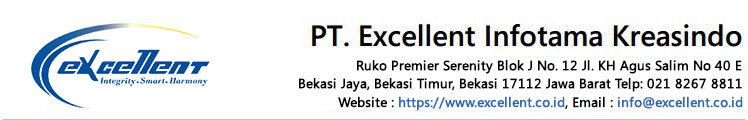 excellent
Integrity • Smart • Harmony
PT. Excellent Infotama Kreasindo
Ruko Premier Serenity Blok J No. 12 Jl. KH Agus Salim No 40 E
Bekasi Jaya, Bekasi Timur, Bekasi 17112 Jawa Barat Telp: 021 8267 8811
Website : https://www.excellent.co.id, Email : info@excellent.co.id